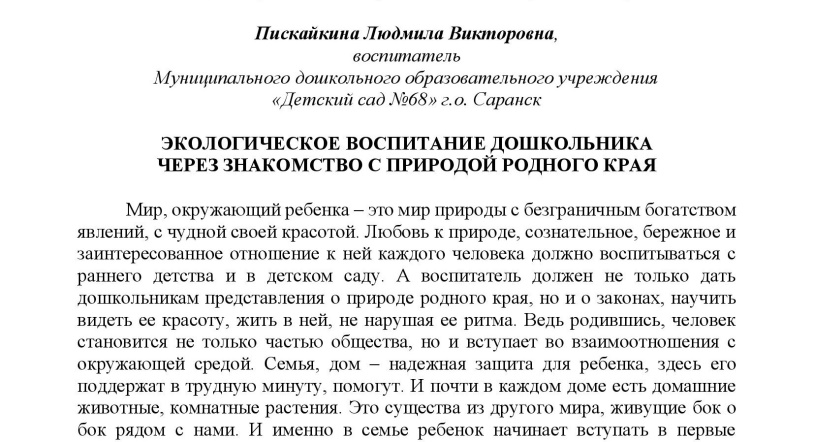 Пискайкина Людмила Викторовна,
воспитатель
Муниципального дошкольного образовательного учреждения
«Детский сад №68» г.о. Саранск
ЭКОЛОГИЧЕСКОЕ ВОСПИТАНИЕ ДОШКОЛЬНИКА
ЧЕРЕЗ ЗНАКОМСТВО С ПРИРОДОЙ РОДНОГО КРАЯ
Мир, окружающий ребенка – это мир природы с безграничным богатством
явлений, с чудной своей красотой. Любовь к природе, сознательное, бережное и
заинтересованное отношение к ней каждого человека должно воспитываться с
раннего детства и в детском саду. А воспитатель должен не только дать
дошкольникам представления о природе родного края, но и о законах, научить
видеть ее красоту, жить в ней, не нарушая ее ритма. Ведь родившись, человек
становится не только частью общества, но и вступает во взаимоотношения с
окружающей средой. Семья, дом – надежная защита для ребенка, здесь его
поддержат в трудную минуту, помогут. И почти в каждом доме есть домашние
животные, комнатные растения. Это существа из другого мира, живущие бок о
бок рядом с нами. И именно в семье ребенок начинает вступать в первые